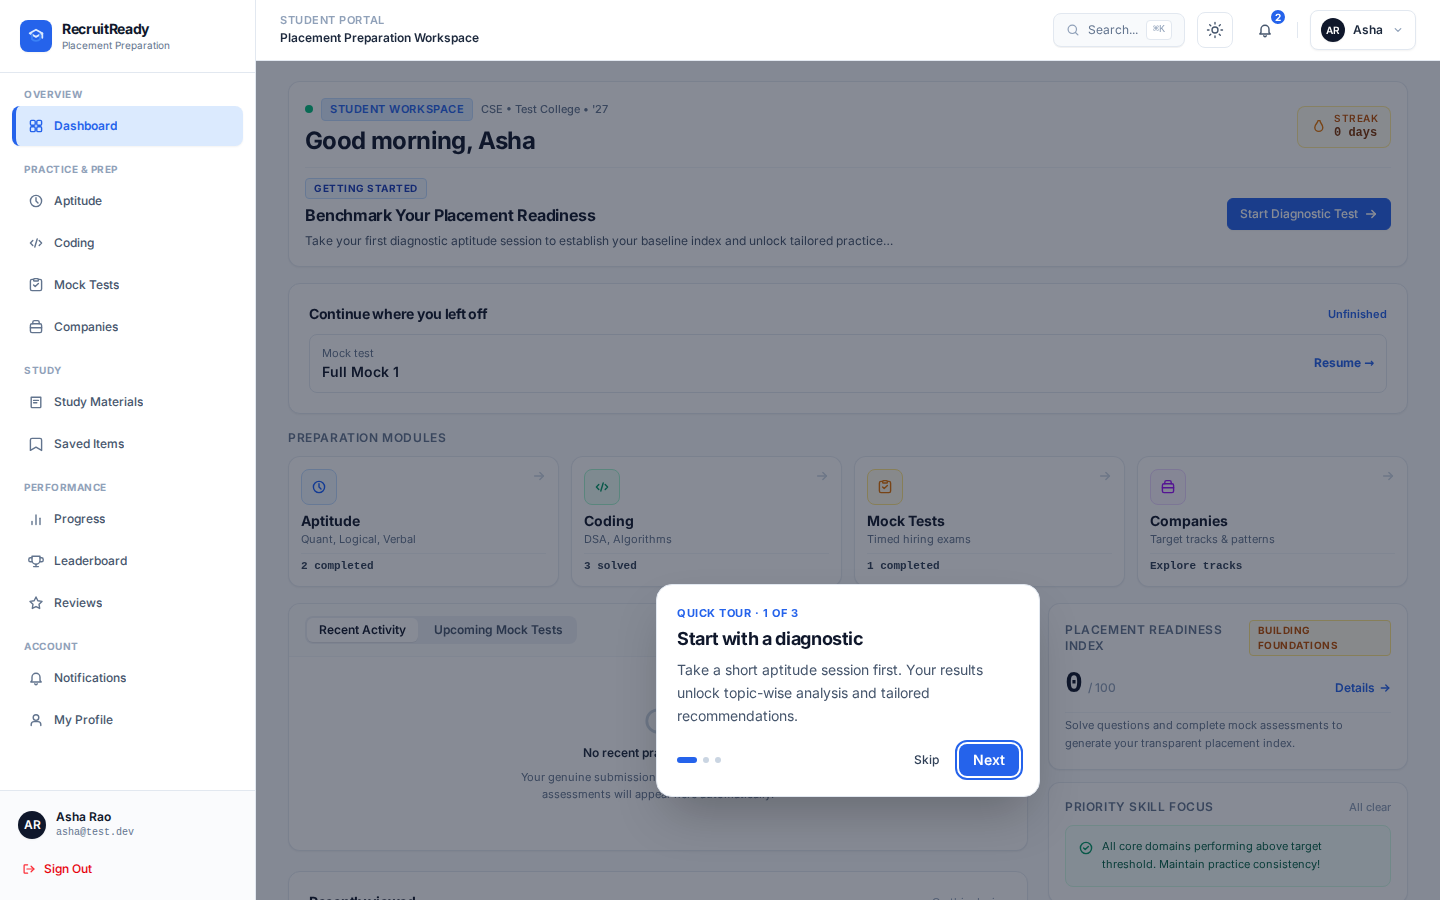 RecruitReady
Placement Preparation
OVERVIEW
Dashboard
PRACTICE & PREP
Aptitude
Coding
Mock Tests
Companies
STUDY
Study Materials
Saved Items
PERFORMANCE
Progress
Leaderboard
Reviews
ACCOUNT
Notifications
My Profile
AR
Asha Rao
asha@test.dev
Sign Out
STUDENT PORTAL
Placement Preparation Workspace
Search...
⌘K
2
AR
Asha
STUDENT WORKSPACE
CSE • Test College • '27
Good morning, Asha
STREAK
0 days
GETTING STARTED
Benchmark Your Placement Readiness
Take your first diagnostic aptitude session to establish your baseline index and unlock tailored practice...
Start Diagnostic Test →
Continue where you left off
Unfinished
Mock test
Full Mock 1
Resume →
PREPARATION MODULES
Aptitude
Quant, Logical, Verbal
2 completed
Coding
DSA, Algorithms
3 solved
Mock Tests
Timed hiring exams
1 completed
Companies
Target tracks & patterns
Explore tracks
Recent Activity
Upcoming Mock Tests
No recent
Your genuine
assessments will
QUICK TOUR · 1 OF 3
Start with a diagnostic
Take a short aptitude session first. Your results
unlock topic-wise analysis and tailored
recommendations.
Skip
Next
PLACEMENT READINESS
INDEX
BUILDING
FOUNDATIONS
0 / 100
Details →
Solve questions and complete mock assessments to
generate your transparent placement index.
PRIORITY SKILL FOCUS
All clear
All core domains performing above target
threshold. Maintain practice consistency!